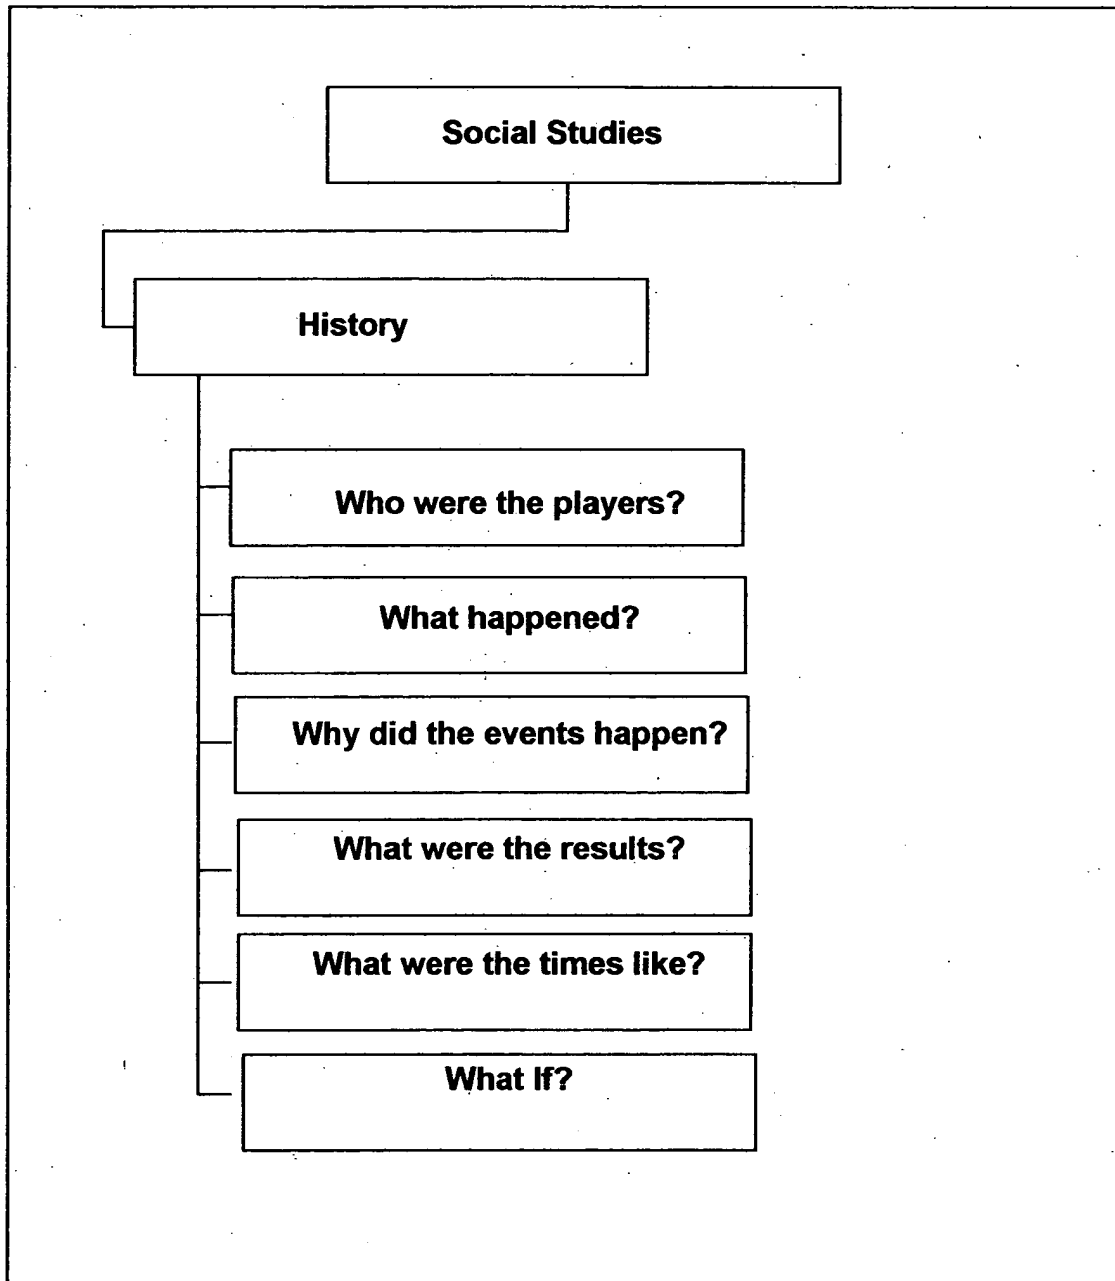 Social Studies
History
Who were the players?
What happened?
Why did the events happen?
What were the results?
What were the times like?
What If?